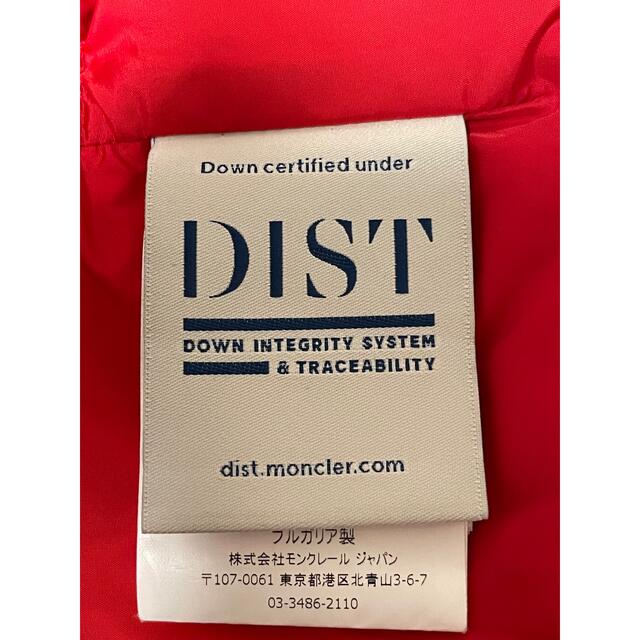 Down certified under
DIST
DOWN INTEGRITY SYSTEM
& TRACEABILITY
dist.moncler.com
ブルガリア製
株式会社モンクレール ジャパン
〒107-0061 東京都港区北青山3-6-7
03-3486-2110